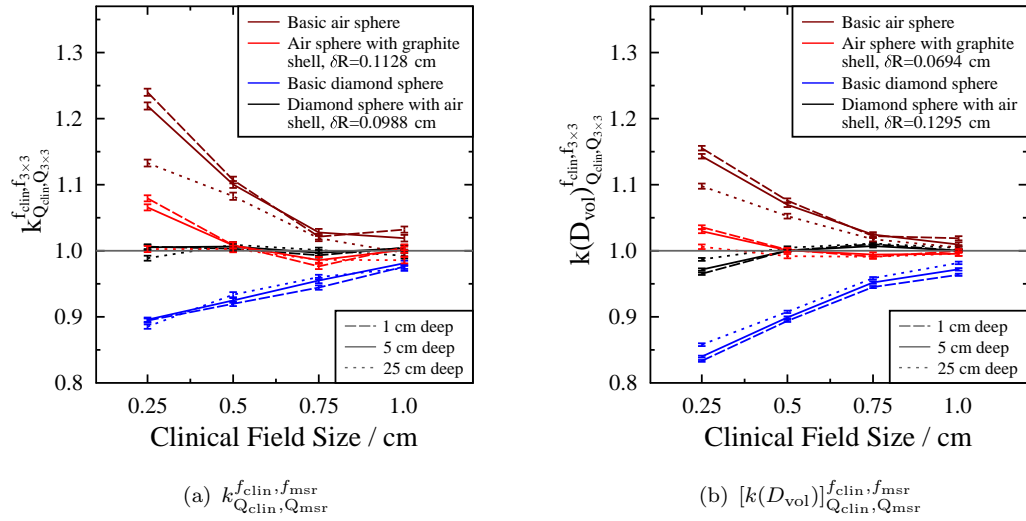 Basic air sphere
Air sphere with graphite
shell, δR=0.1128 cm
Basic diamond sphere
Diamond sphere with air
shell, δR=0.0988 cm
1.3
1.2
1.1
1.0
0.9
0.8
k^{f_clin,f_3×3}_{Q_clin,Q_3×3}
1 cm deep
5 cm deep
25 cm deep
0.25 0.5 0.75 1.0
Clinical Field Size / cm
(a) k^{f_clin,f_msr}_{Q_clin,Q_msr}
Basic air sphere
Air sphere with graphite
shell, δR=0.0694 cm
Basic diamond sphere
Diamond sphere with air
shell, δR=0.1295 cm
1.3
1.2
1.1
1.0
0.9
0.8
k(D_vol)^{f_clin,f_3×3}_{Q_clin,Q_3×3}
1 cm deep
5 cm deep
25 cm deep
0.25 0.5 0.75 1.0
Clinical Field Size / cm
(b) [k(D_vol)]^{f_clin,f_msr}_{Q_clin,Q_msr}